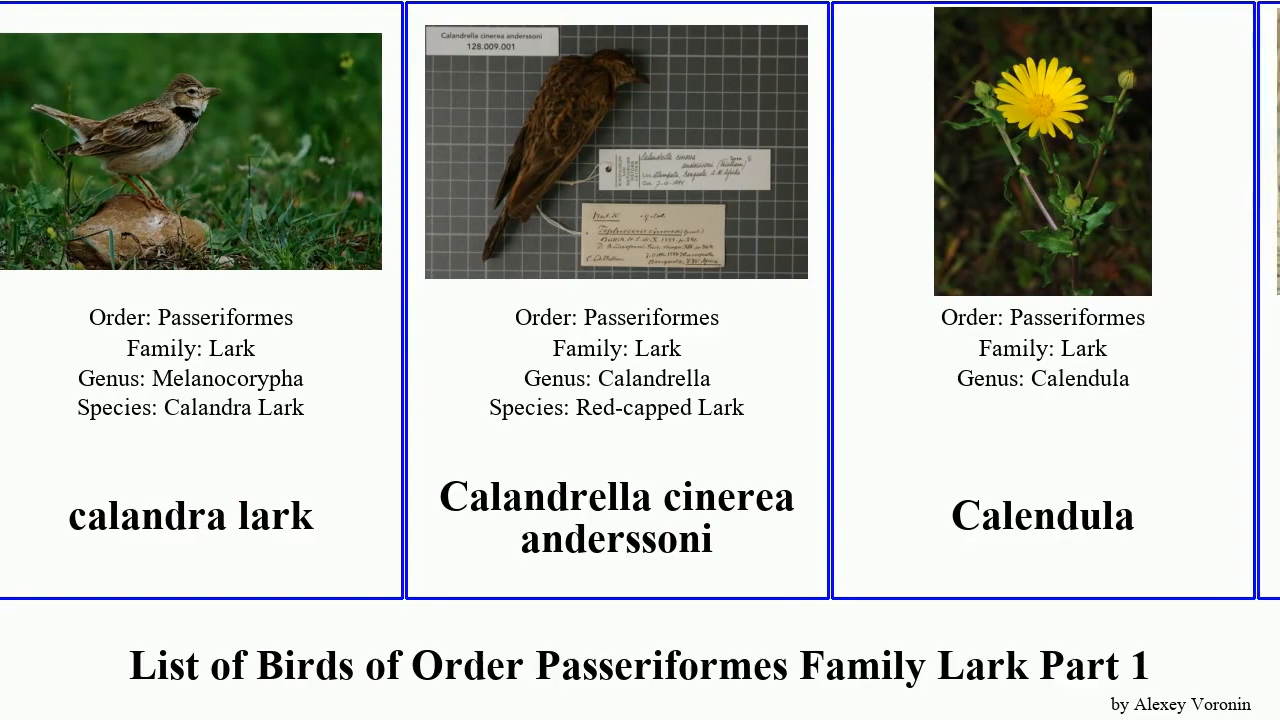 Order: Passeriformes
Family: Lark
Genus: Melanocorypha
Species: Calandra Lark
calandra lark
Calandrella cinerea anderssoni
128.009.001
Calandrella cinerea
Order: Passeriformes
Family: Lark
Genus: Calandrella
Species: Red-capped Lark
Calandrella cinerea
anderssoni
Order: Passeriformes
Family: Lark
Genus: Calendula
Calendula
List of Birds of Order Passeriformes Family Lark Part 1
by Alexey Voronin